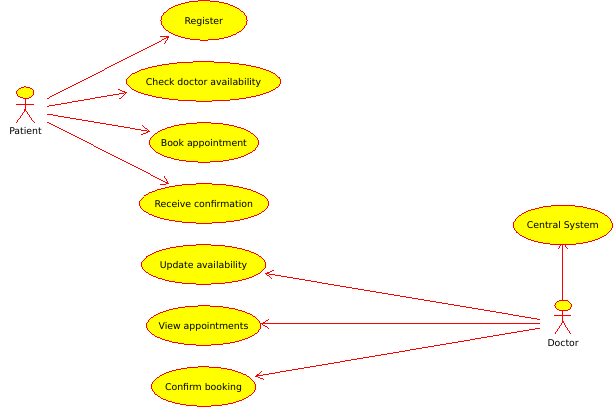 Register
Check doctor availability
Patient
Book appointment
Receive confirmation
Central System
Update availability
View appointments
Doctor
Confirm booking